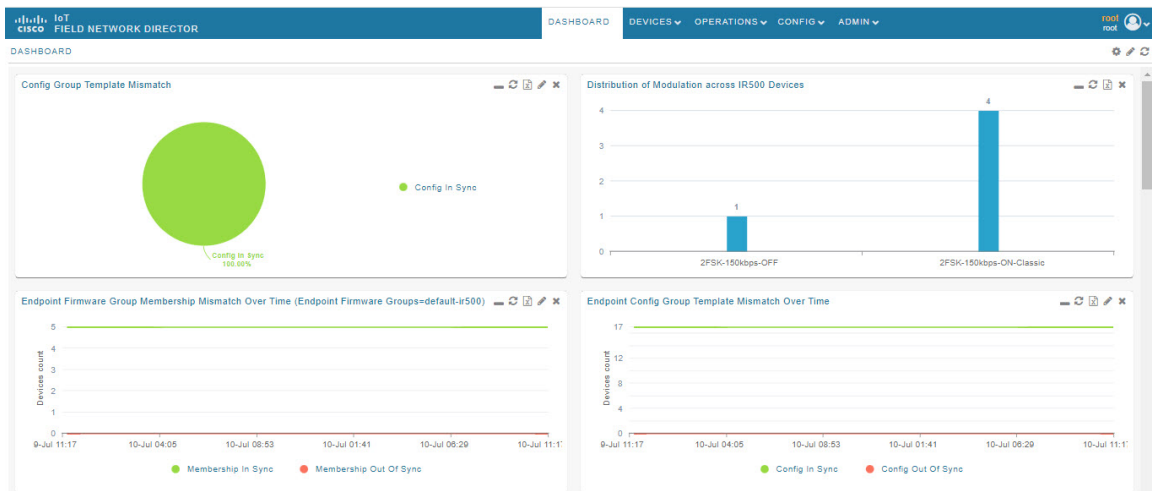 CISCO IoT FIELD NETWORK DIRECTOR
DASHBOARD DEVICES OPERATIONS CONFIG ADMIN
root
root
DASHBOARD
Config Group Template Mismatch
Config In Sync
100.00%
Config In Sync
Distribution of Modulation across IR500 Devices
4
3
2
1
0
1
4
2FSK-150kbps-OFF
2FSK-150kbps-ON-Classic
Endpoint Firmware Group Membership Mismatch Over Time (Endpoint Firmware Groups=default-ir500)
Devices count
5
4
3
2
1
0
9-Jul 11:17 10-Jul 04:05 10-Jul 08:53 10-Jul 01:41 10-Jul 06:29 10-Jul 11:1
Membership In Sync Membership Out Of Sync
Endpoint Config Group Template Mismatch Over Time
Devices count
17
12
8
4
0
9-Jul 11:17 10-Jul 04:05 10-Jul 08:53 10-Jul 01:41 10-Jul 06:29 10-Jul 11:1
Config In Sync Config Out Of Sync